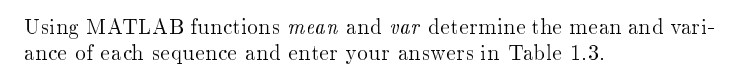 Using MATLAB functions mean and var determine the mean and vari-
ance of each sequence and enter your answers in Table 1.3.